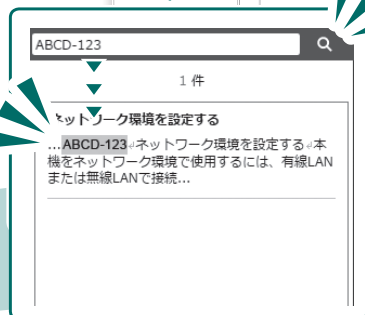 ABCD-123
1 件
ネットワーク環境を設定する
...ABCD-123↵ネットワーク環境を設定する↵本
機をネットワーク環境で使用するには、有線LAN
または無線LANで接続...